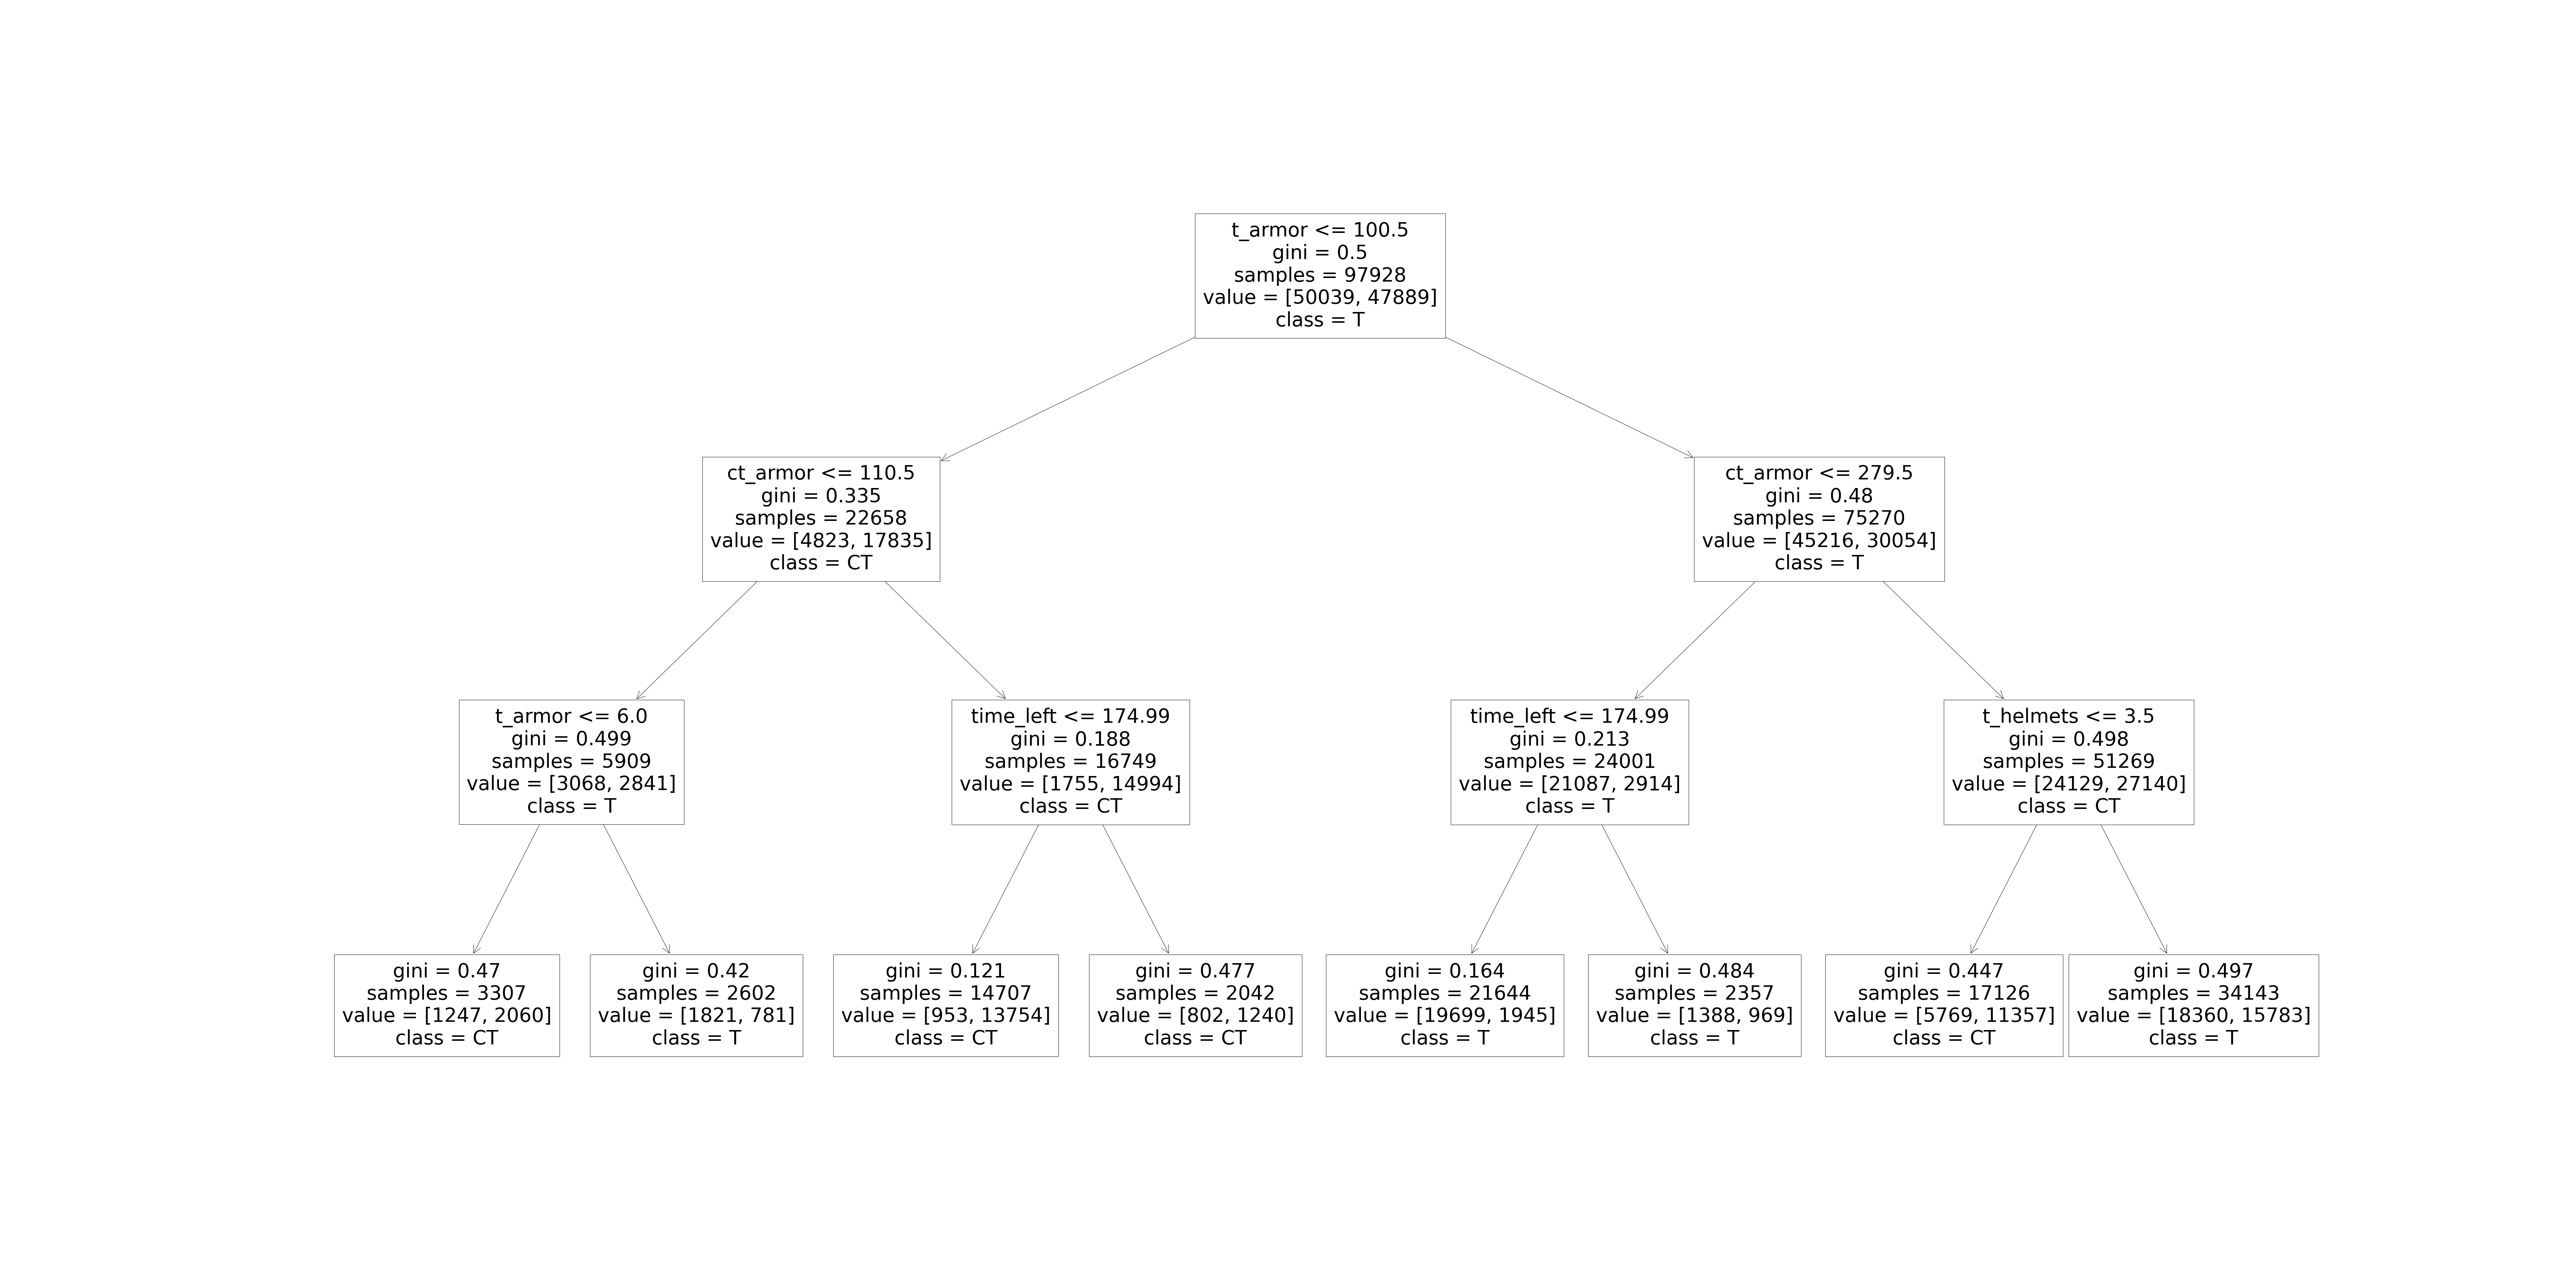 t_armor <= 100.5
gini = 0.5
samples = 97928
value = [50039, 47889]
class = T
ct_armor <= 110.5
gini = 0.335
samples = 22658
value = [4823, 17835]
class = CT
ct_armor <= 279.5
gini = 0.48
samples = 75270
value = [45216, 30054]
class = T
t_armor <= 6.0
gini = 0.499
samples = 5909
value = [3068, 2841]
class = T
time_left <= 174.99
gini = 0.188
samples = 16749
value = [1755, 14994]
class = CT
time_left <= 174.99
gini = 0.213
samples = 24001
value = [21087, 2914]
class = T
t_helmets <= 3.5
gini = 0.498
samples = 51269
value = [24129, 27140]
class = CT
gini = 0.47
samples = 3307
value = [1247, 2060]
class = CT
gini = 0.42
samples = 2602
value = [1821, 781]
class = T
gini = 0.121
samples = 14707
value = [953, 13754]
class = CT
gini = 0.477
samples = 2042
value = [802, 1240]
class = CT
gini = 0.164
samples = 21644
value = [19699, 1945]
class = T
gini = 0.484
samples = 2357
value = [1388, 969]
class = T
gini = 0.447
samples = 17126
value = [5769, 11357]
class = CT
gini = 0.497
samples = 34143
value = [18360, 15783]
class = T